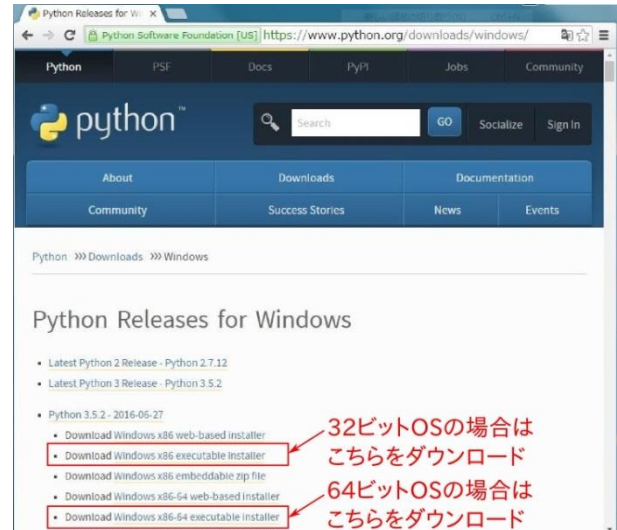 Python Releases for Wi
Python Software Foundation [US] https://www.python.org/downloads/windows/
Python PSF Docs PyPI Jobs Community
python™
Search GO Socialize Sign In
About Downloads Documentation
Community Success Stories News Events
Python >>> Downloads >>> Windows
Python Releases for Windows
Latest Python 2 Release - Python 2.7.12
Latest Python 3 Release - Python 3.5.2
Python 3.5.2 - 2016-06-27
Download Windows x86 web-based installer
Download Windows x86 executable installer
Download Windows x86 embeddable zip file
Download Windows x86-64 web-based installer
Download Windows x86-64 executable installer
32ビットOSの場合は
こちらをダウンロード
64ビットOSの場合は
こちらをダウンロード